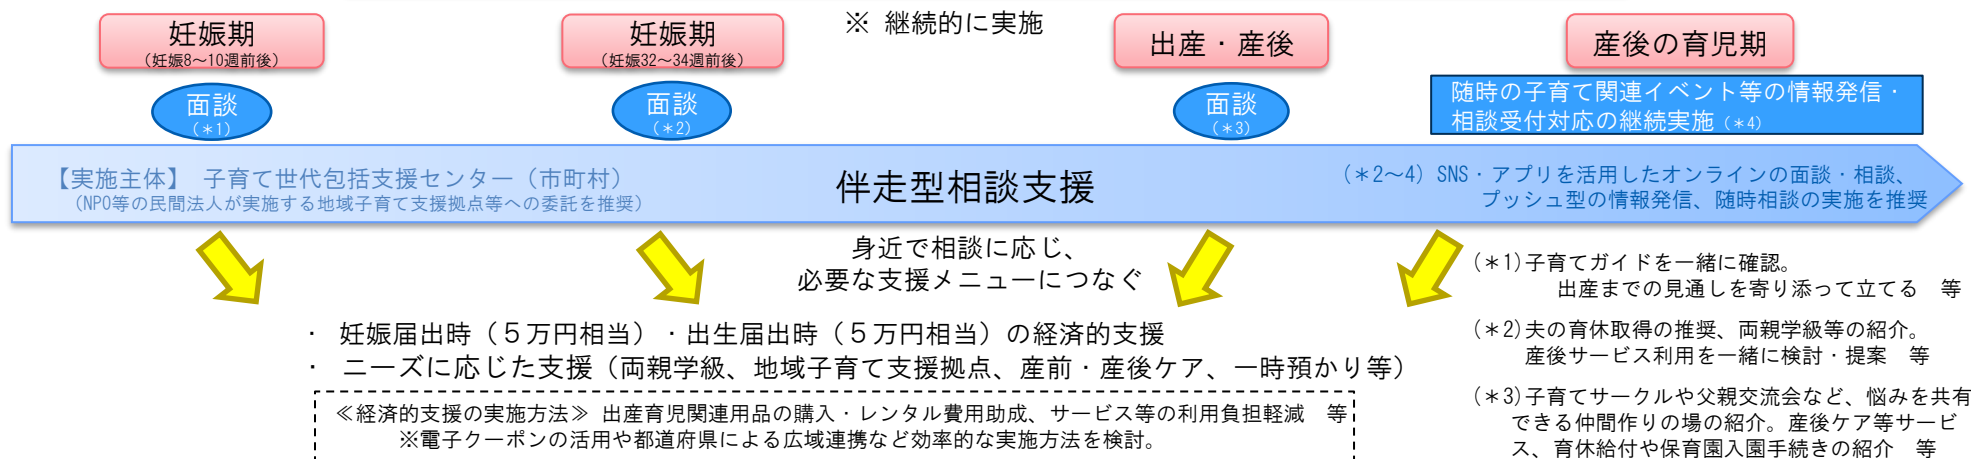 ※ 継続的に実施
妊娠期
（妊娠8～10週前後）
妊娠期
（妊娠32～34週前後）
出産・産後
産後の育児期
面談
（＊1）
面談
（＊2）
面談
（＊3）
随時の子育て関連イベント等の情報発信・
相談受付対応の継続実施（＊4）
【実施主体】 子育て世代包括支援センター（市町村）
（NPO等の民間法人が実施する地域子育て支援拠点等への委託を推奨）
伴走型相談支援
（＊2～4）SNS・アプリを活用したオンラインの面談・相談、
プッシュ型の情報発信、随時相談の実施を推奨
身近で相談に応じ、
必要な支援メニューにつなぐ
・ 妊娠届出時（５万円相当）・出生届出時（５万円相当）の経済的支援
・ ニーズに応じた支援（両親学級、地域子育て支援拠点、産前・産後ケア、一時預かり等）
≪経済的支援の実施方法≫ 出産育児関連用品の購入・レンタル費用助成、サービス等の利用負担軽減 等
※電子クーポンの活用や都道府県による広域連携など効率的な実施方法を検討。
(＊1)子育てガイドを一緒に確認。
出産までの見通しを寄り添って立てる 等
(＊2)夫の育休取得の推奨、両親学級等の紹介。
産後サービス利用を一緒に検討・提案 等
(＊3)子育てサークルや父親交流会など、悩みを共有
できる仲間作りの場の紹介。産後ケア等サービ
ス、育休給付や保育園入園手続きの紹介 等